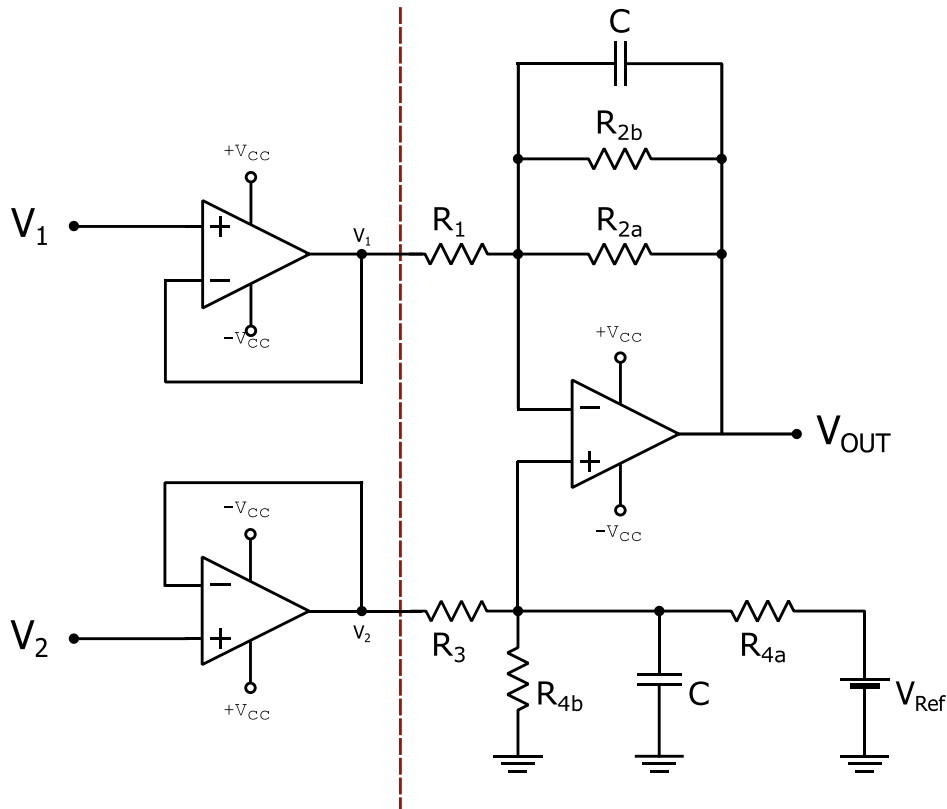 C
R2b
+VCC
V1
V1
R1
R2a
−VCC
+VCC
VOUT
−VCC
−VCC
V2
V2
R3
R4b
C
R4a
VRef
+VCC